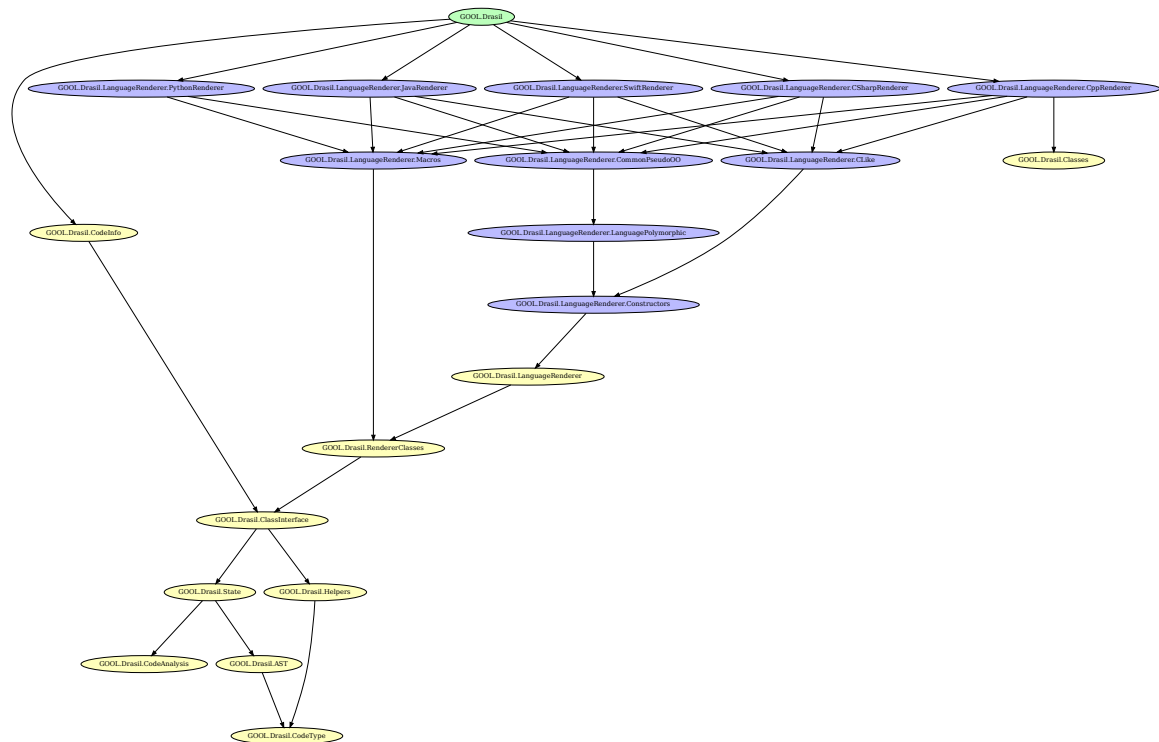 GOOL.Drasil
GOOL.Drasil.LanguageRenderer.PythonRenderer
GOOL.Drasil.LanguageRenderer.JavaRenderer
GOOL.Drasil.LanguageRenderer.SwiftRenderer
GOOL.Drasil.LanguageRenderer.CSharpRenderer
GOOL.Drasil.LanguageRenderer.CppRenderer
GOOL.Drasil.LanguageRenderer.Macros
GOOL.Drasil.LanguageRenderer.CommonPseudoOO
GOOL.Drasil.LanguageRenderer.CLike
GOOL.Drasil.Classes
GOOL.Drasil.CodeInfo
GOOL.Drasil.LanguageRenderer.LanguagePolymorphic
GOOL.Drasil.LanguageRenderer.Constructors
GOOL.Drasil.LanguageRenderer
GOOL.Drasil.RendererClasses
GOOL.Drasil.ClassInterface
GOOL.Drasil.State
GOOL.Drasil.Helpers
GOOL.Drasil.CodeAnalysis
GOOL.Drasil.AST
GOOL.Drasil.CodeType